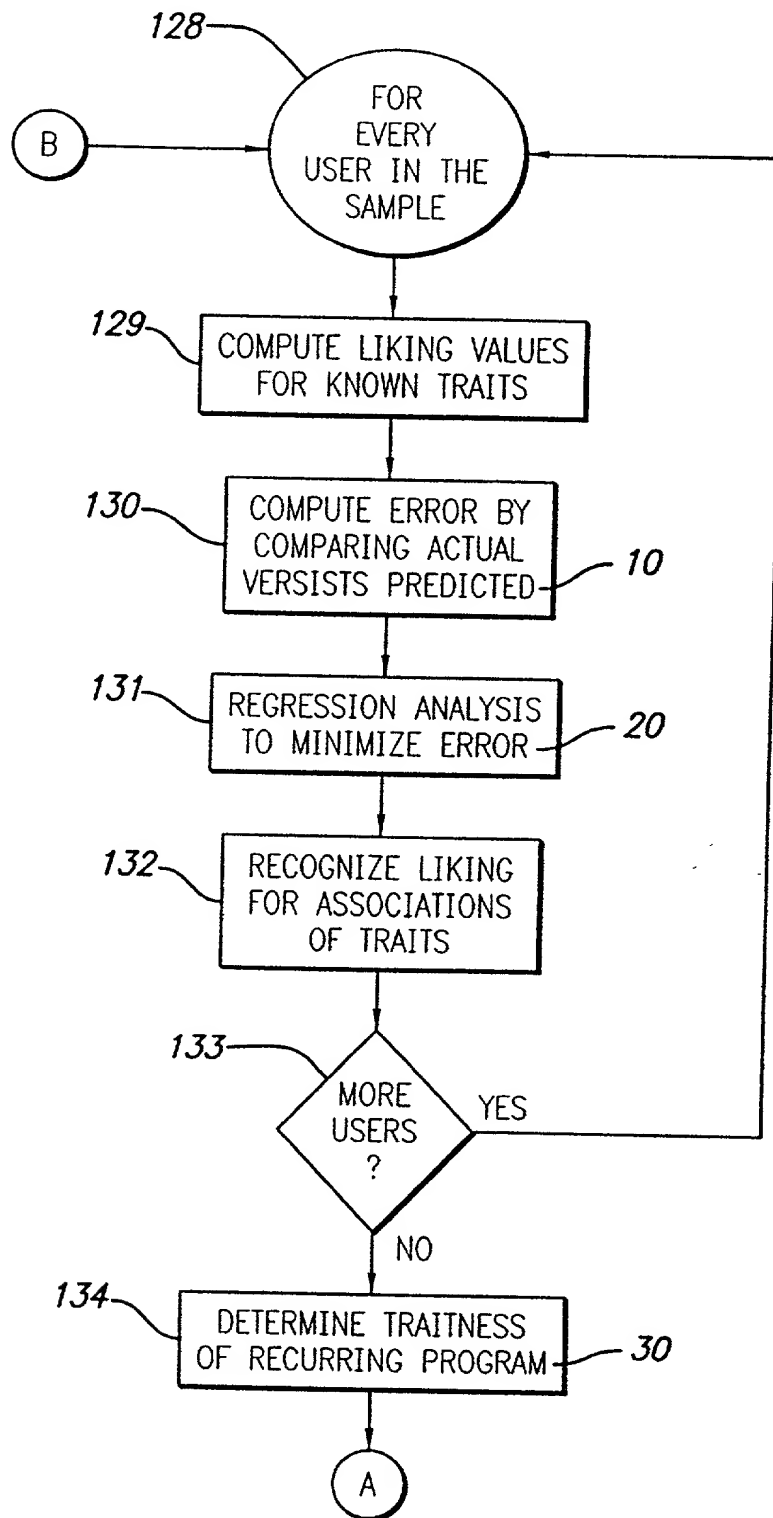 128
FOR
EVERY
USER IN THE
SAMPLE
B
129
COMPUTE LIKING VALUES
FOR KNOWN TRAITS
130
COMPUTE ERROR BY
COMPARING ACTUAL
VERSISTS PREDICTED
10
131
REGRESSION ANALYSIS
TO MINIMIZE ERROR
20
132
RECOGNIZE LIKING
FOR ASSOCIATIONS
OF TRAITS
133
MORE
USERS
?
YES
NO
134
DETERMINE TRAITNESS
OF RECURRING PROGRAM
30
A